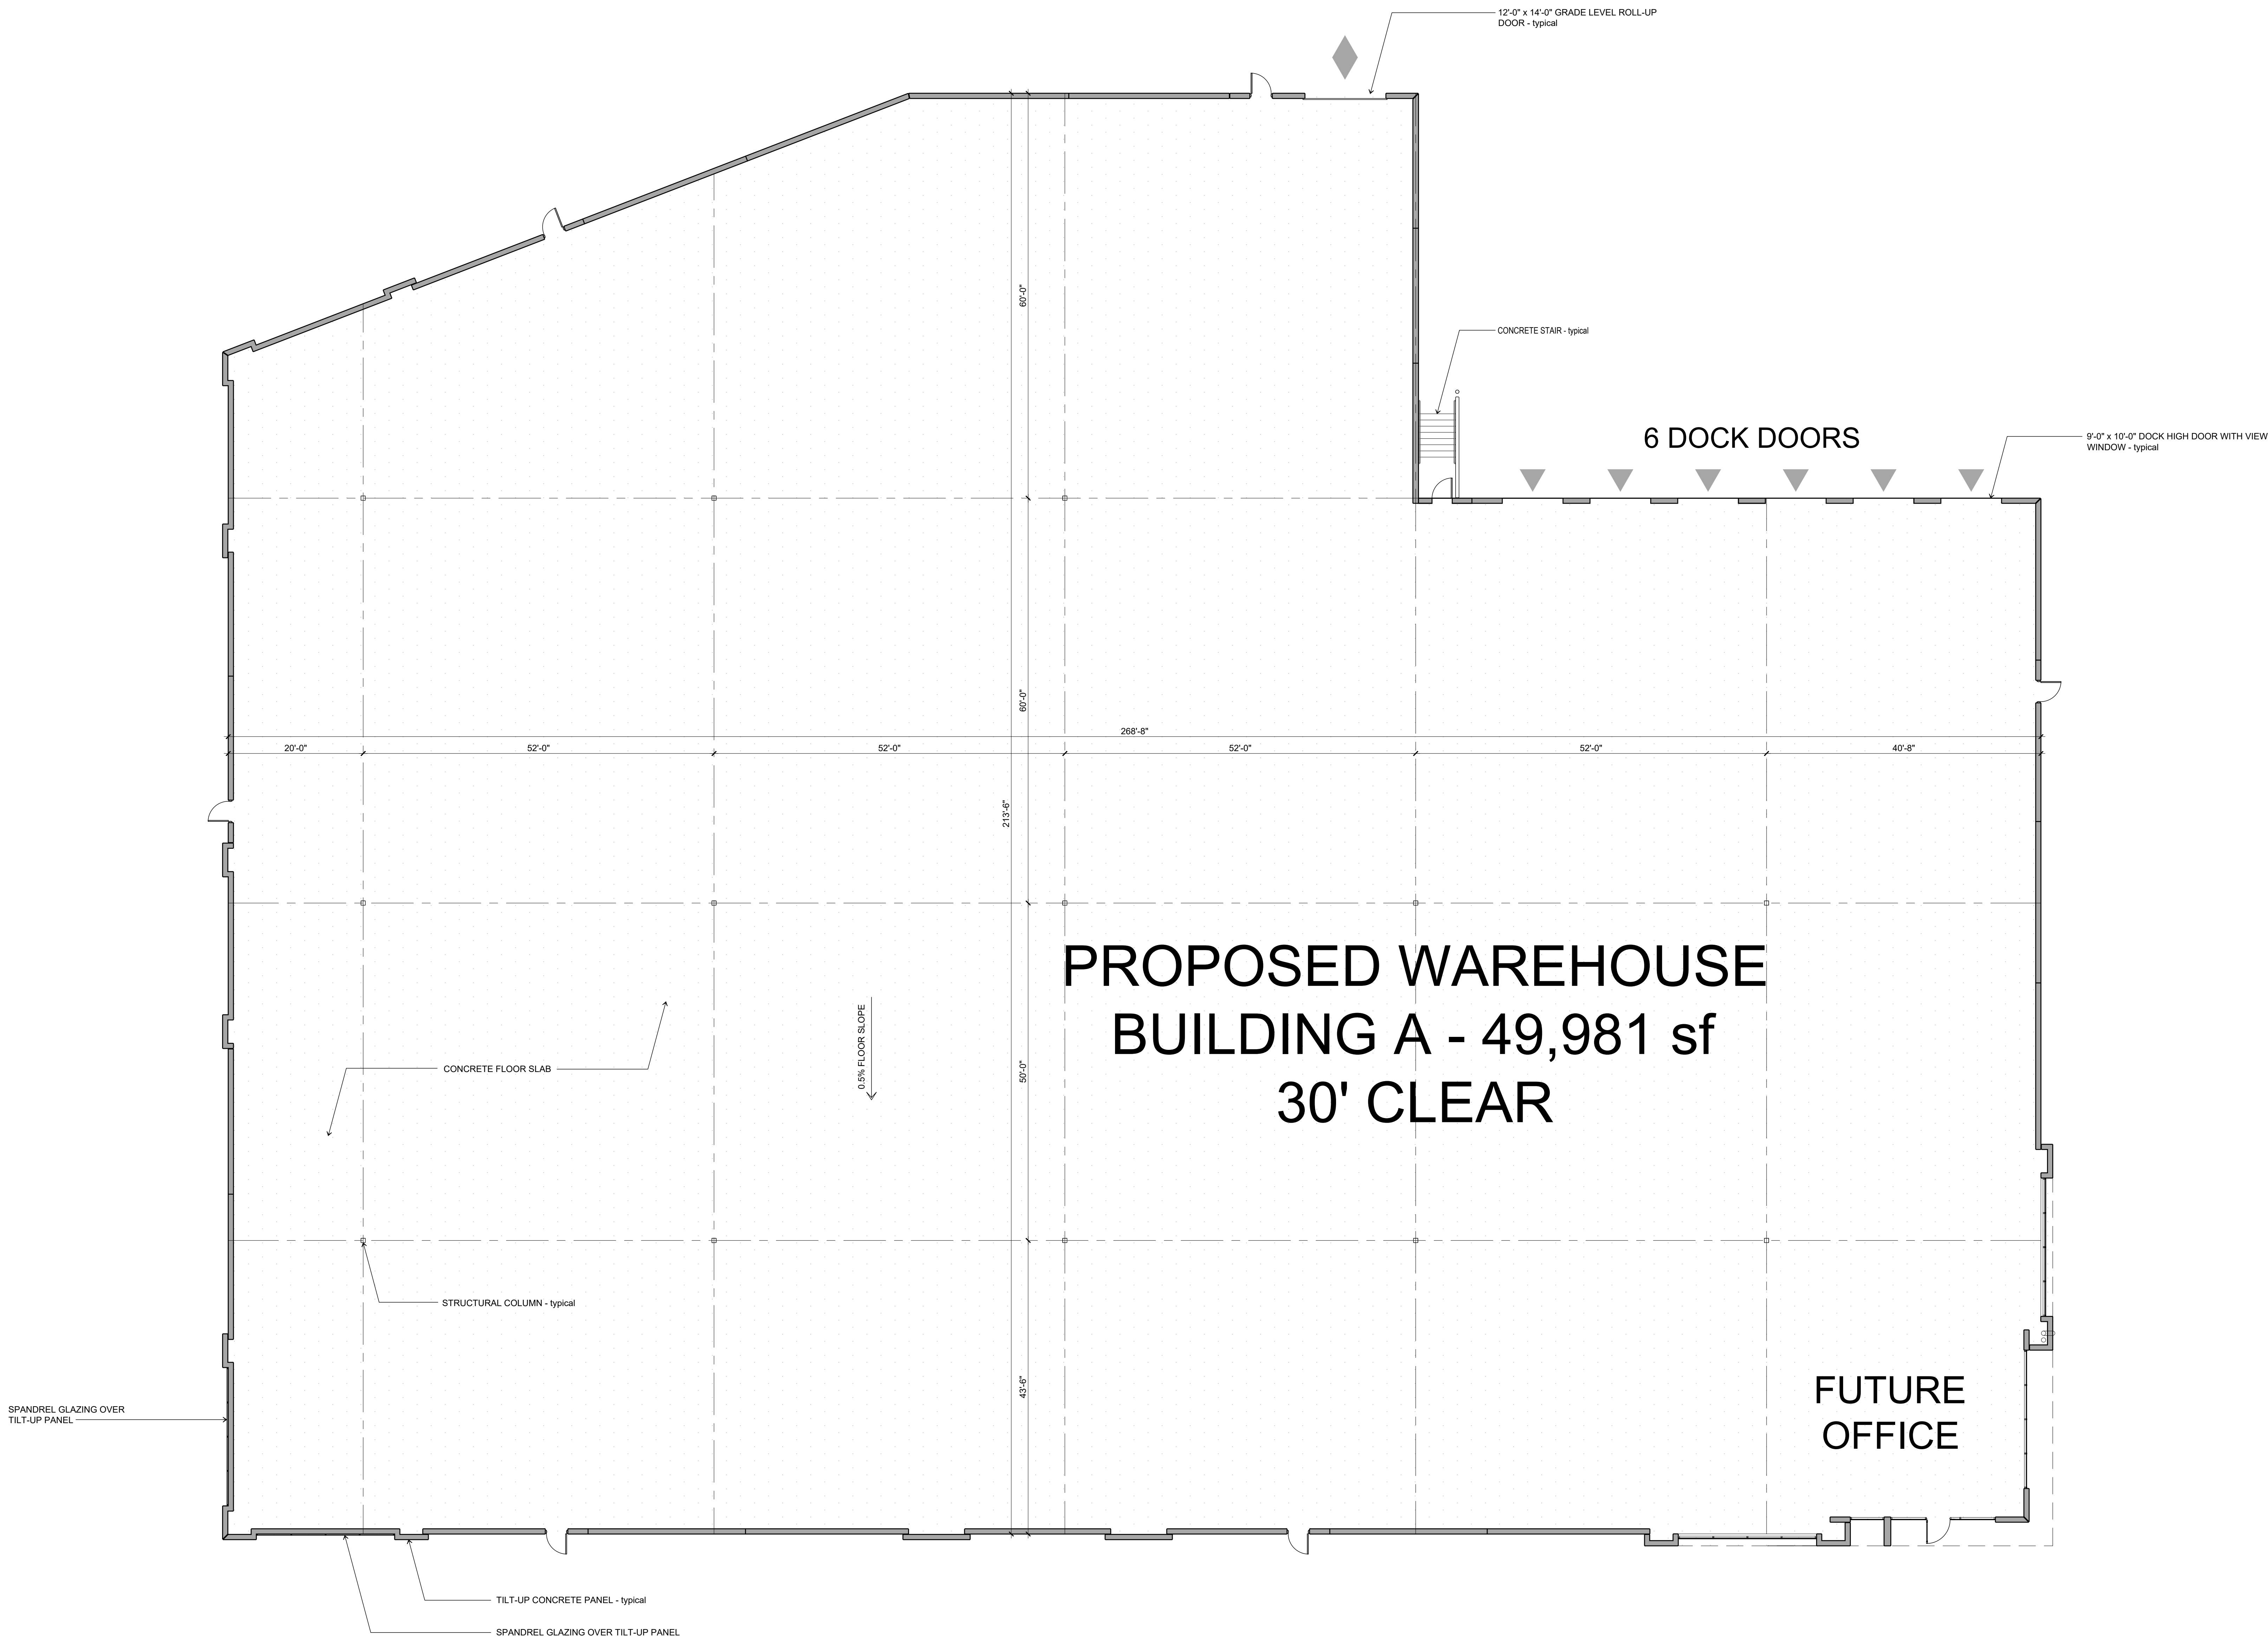 12'-0" x 14'-0" GRADE LEVEL ROLL-UP
DOOR - typical
60'-0"
CONCRETE STAIR - typical
6 DOCK DOORS
9'-0" x 10'-0" DOCK HIGH DOOR WITH VIEW
WINDOW - typical
60'-0"
268'-8"
20'-0"
52'-0"
52'-0"
52'-0"
52'-0"
40'-8"
213'-6"
PROPOSED WAREHOUSE
BUILDING A - 49,981 sf
30' CLEAR
0.5% FLOOR SLOPE
50'-0"
CONCRETE FLOOR SLAB
STRUCTURAL COLUMN - typical
43'-6"
FUTURE
OFFICE
SPANDREL GLAZING OVER
TILT-UP PANEL
TILT-UP CONCRETE PANEL - typical
SPANDREL GLAZING OVER TILT-UP PANEL